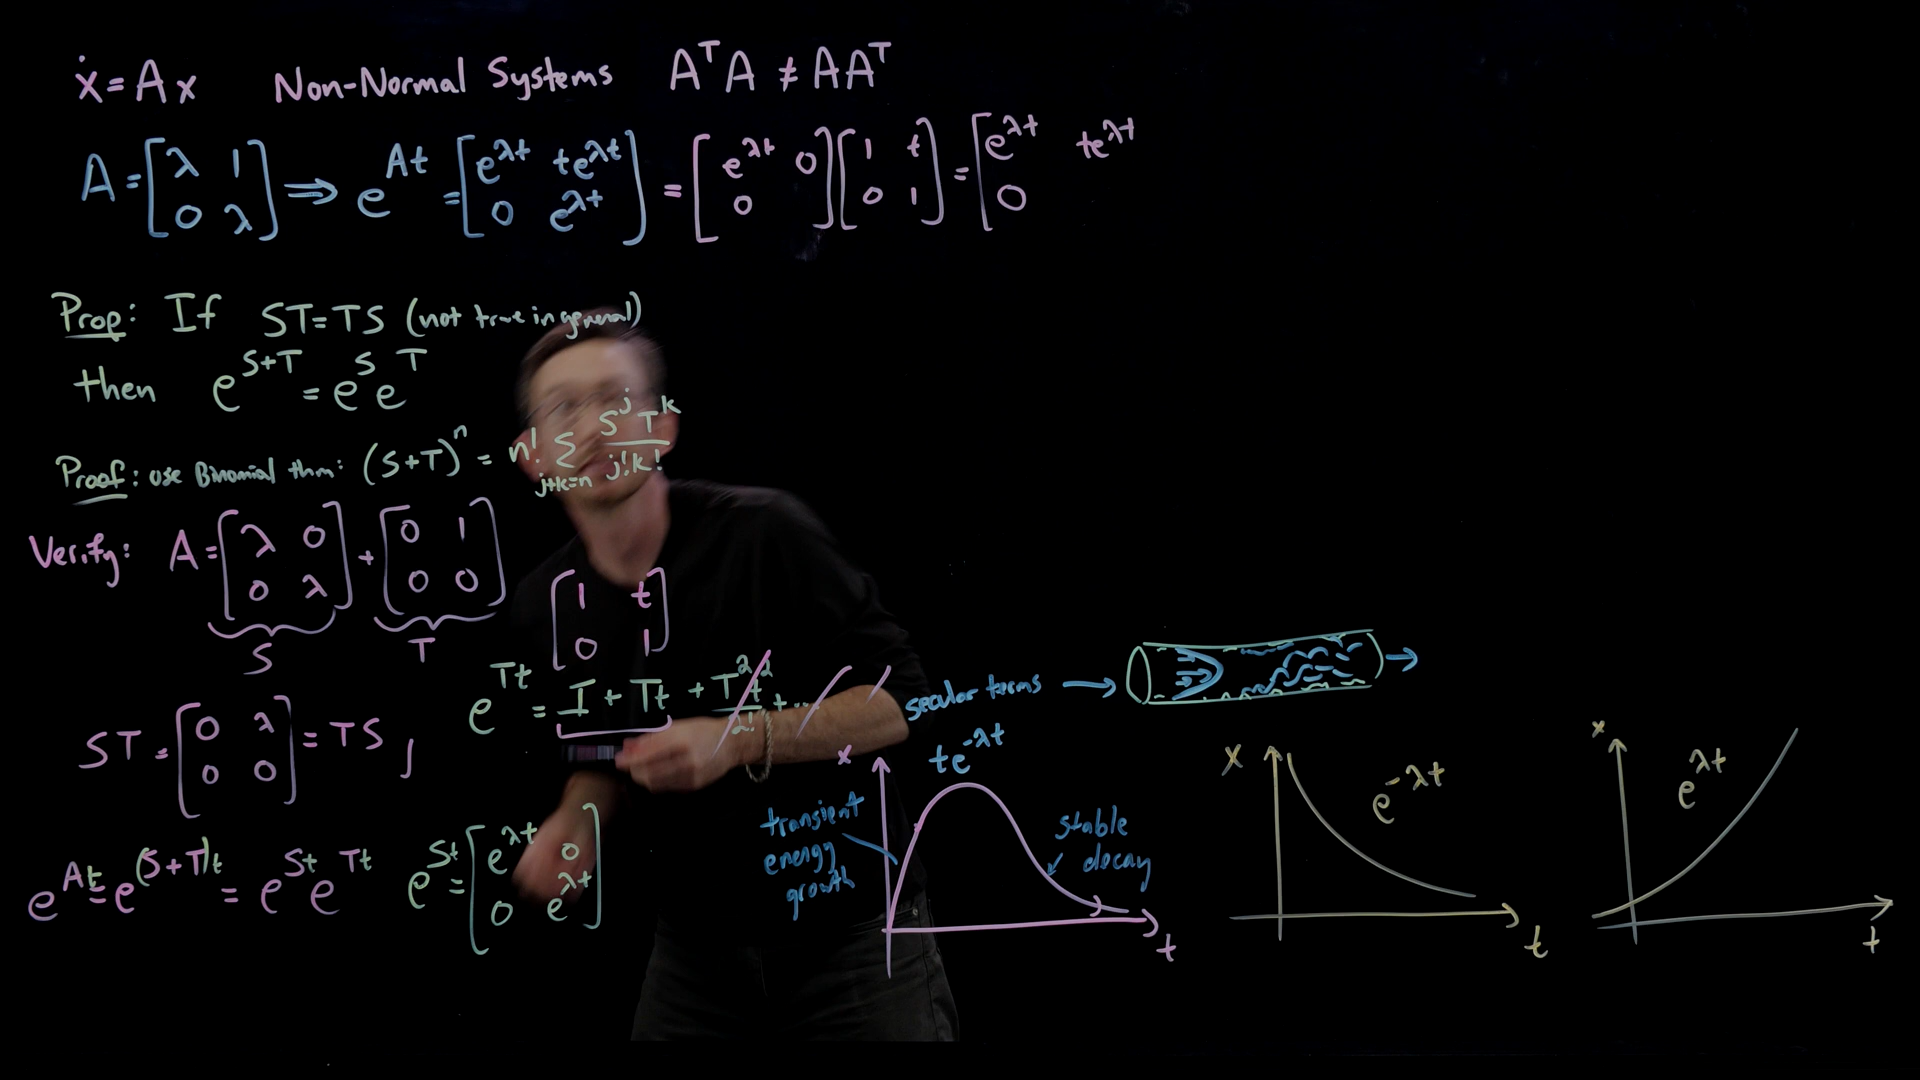 ẋ = Ax Non-Normal Systems AᵀA ≠ AAᵀ
A = [λ 1; 0 λ] ⇒ e^{At} = [e^{λt} te^{λt}; 0 e^{λt}] = [e^{λt} 0; 0 ][1 t; 0 1] = [e^{λt} te^{λt}; 0
Prop: If ST = TS (not true in general)
then e^{S+T} = e^S e^T
Proof: use Binomial thm: (S+T)^n = n! Σ_{j+k=n} S^j T^k / j!k!
Verify: A = [λ 0; 0 λ] + [0 1; 0 0]
S T
[1 t; 0 1]
ST = [0 λ; 0 0] = TS,
e^{Tt} = I + Tt + T²t²/2! + ...
e^{At} = e^{(S+T)t} = e^{St} e^{Tt}
e^{St} = [e^{λt} 0; 0 e^{λt}]
secular terms
te^{-λt}
x
transient
energy
growth
stable
decay
t
x
e^{-λt}
t
x
e^{λt}
t